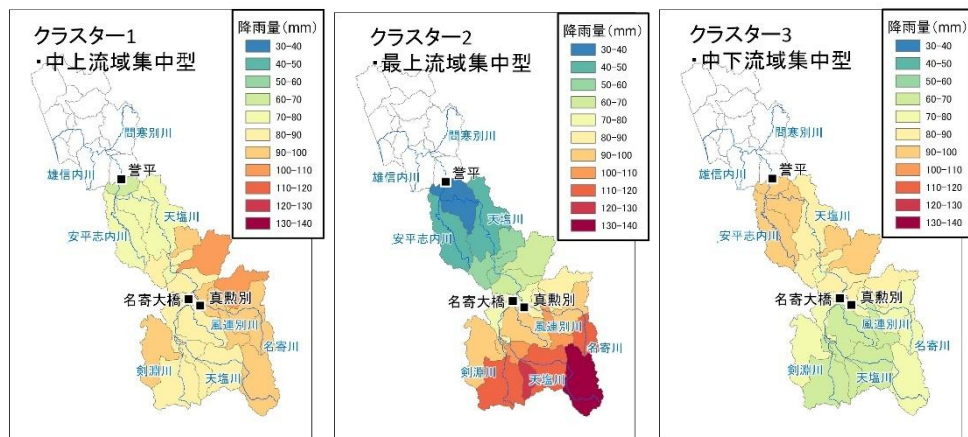 クラスター1
・中上流域集中型
降雨量(mm)
30-40
40-50
50-60
60-70
70-80
80-90
90-100
100-110
110-120
120-130
130-140
問寒別川
雄信内川
誉平
天塩川
安平志内川
名寄大橋
真勲別
風連別川
名寄川
剣淵川
天塩川
クラスター2
・最上流域集中型
降雨量(mm)
30-40
40-50
50-60
60-70
70-80
80-90
90-100
100-110
110-120
120-130
130-140
問寒別川
雄信内川
誉平
天塩川
安平志内川
名寄大橋
真勲別
風連別川
名寄川
剣淵川
天塩川
クラスター3
・中下流域集中型
降雨量(mm)
30-40
40-50
50-60
60-70
70-80
80-90
90-100
100-110
110-120
120-130
130-140
問寒別川
雄信内川
誉平
天塩川
安平志内川
名寄大橋
真勲別
風連別川
名寄川
剣淵川
天塩川